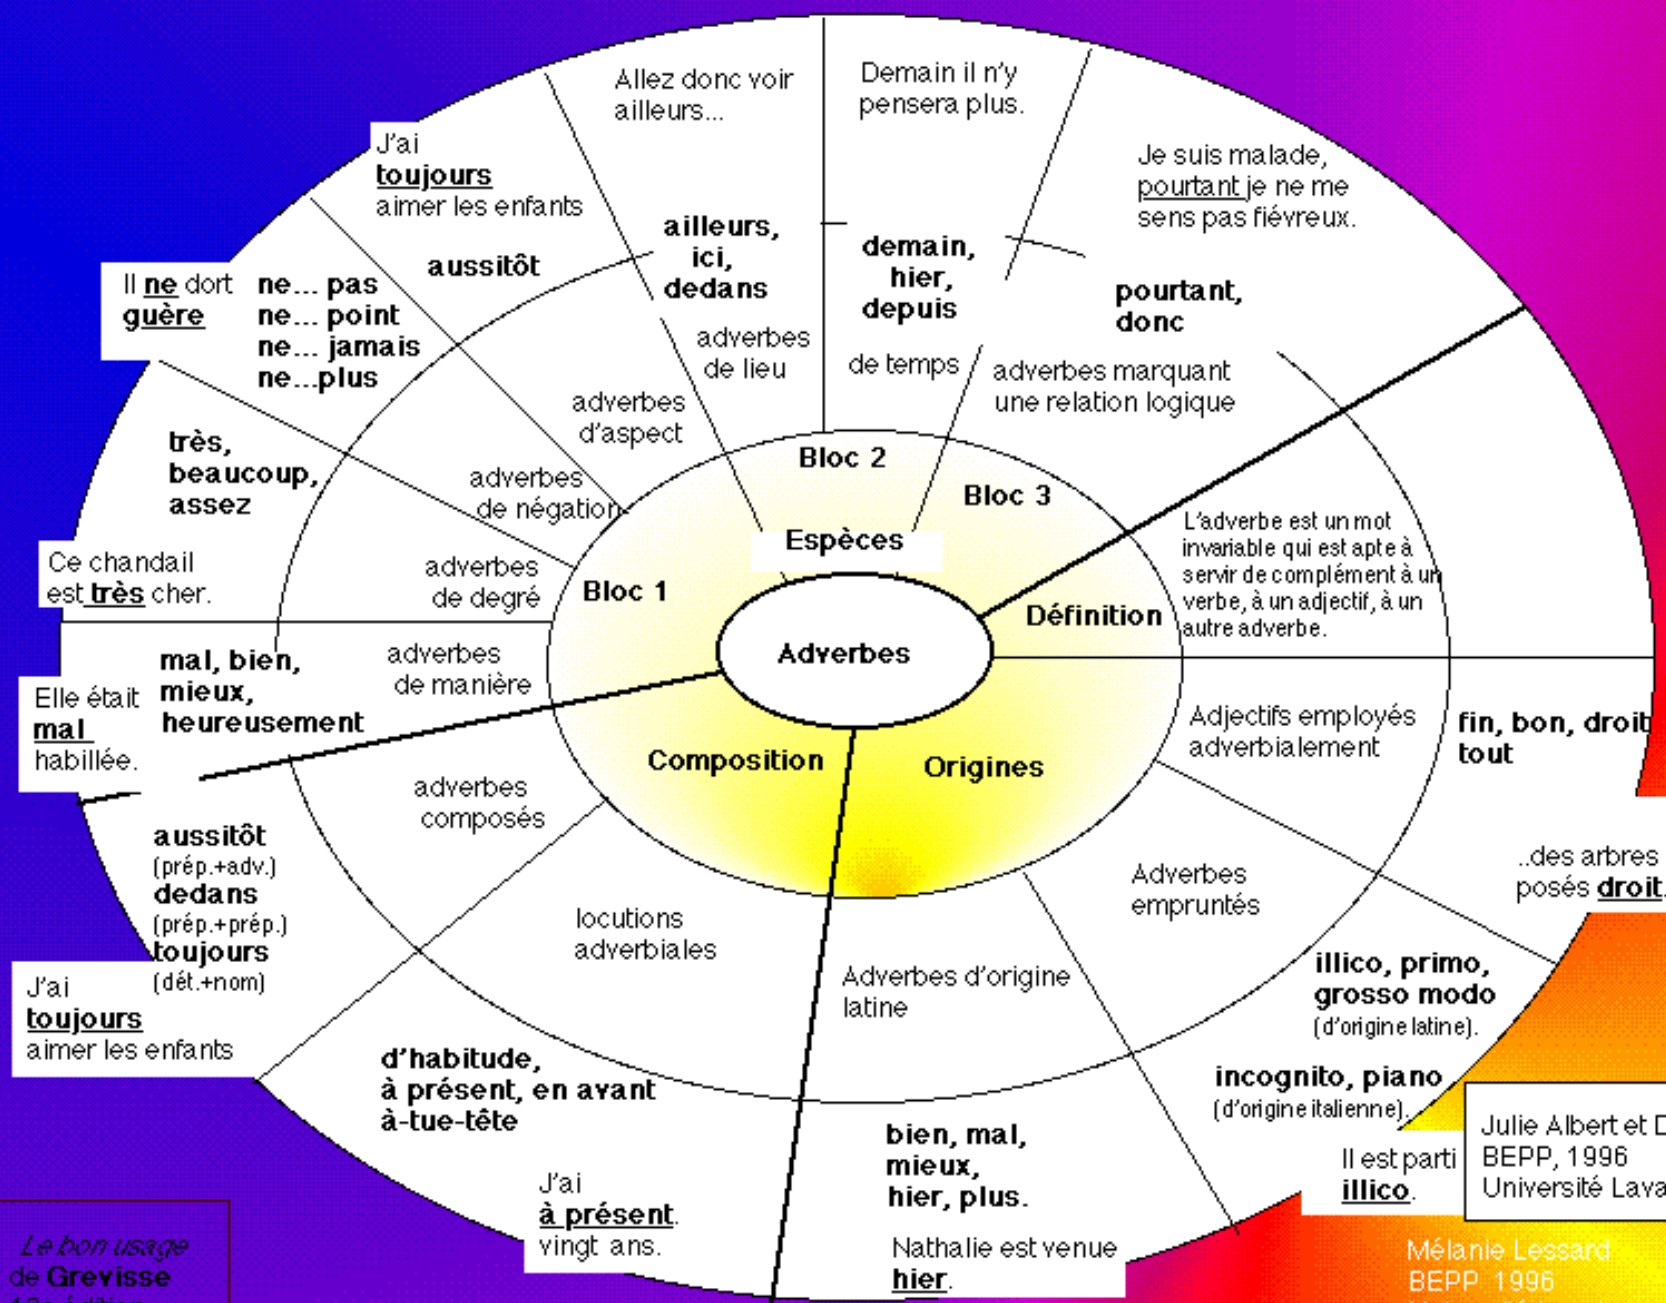 Allez donc voir
ailleurs...
Demain il n'y
pensera plus.
J'ai
toujours
aimer les enfants
Je suis malade,
pourtant je ne me
sens pas fiévreux.
aussitôt
ailleurs,
ici,
dedans
demain,
hier,
depuis
pourtant,
donc
Il ne dort
guère
ne... pas
ne... point
ne... jamais
ne...plus
adverbes
d'aspect
adverbes
de lieu
de temps
adverbes marquant
une relation logique
très,
beaucoup,
assez
adverbes
de négation
Bloc 2
Bloc 3
Espèces
Ce chandail
est très cher.
adverbes
de degré
Bloc 1
Définition
L'adverbe est un mot
invariable qui est apte à
servir de complément à un
verbe, à un adjectif, à un
autre adverbe.
Adverbes
Elle était
mal
habillée.
mal, bien,
mieux,
heureusement
adverbes
de manière
Composition
Origines
Adjectifs employés
adverbialement
fin, bon, droit
tout
adverbes
composés
aussitôt
(prép.+adv.)
dedans
(prép.+prép.)
toujours
(dét.+nom)
J'ai
toujours
aimer les enfants
locutions
adverbiales
Adverbes d'origine
latine
Adverbes
empruntés
..des arbres
posés droit.
illico, primo,
grosso modo
(d'origine latine).
incognito, piano
(d'origine italienne).
d'habitude,
à présent, en avant
à-tue-tête
J'ai
à présent.
vingt ans.
bien, mal,
mieux,
hier, plus.
Nathalie est venue
hier.
Il est parti
illico.
Julie Albert et D
BEPP, 1996
Université Lava
Mélanie Lessard
BEPP 1996
Le bon usage
de Grevisse